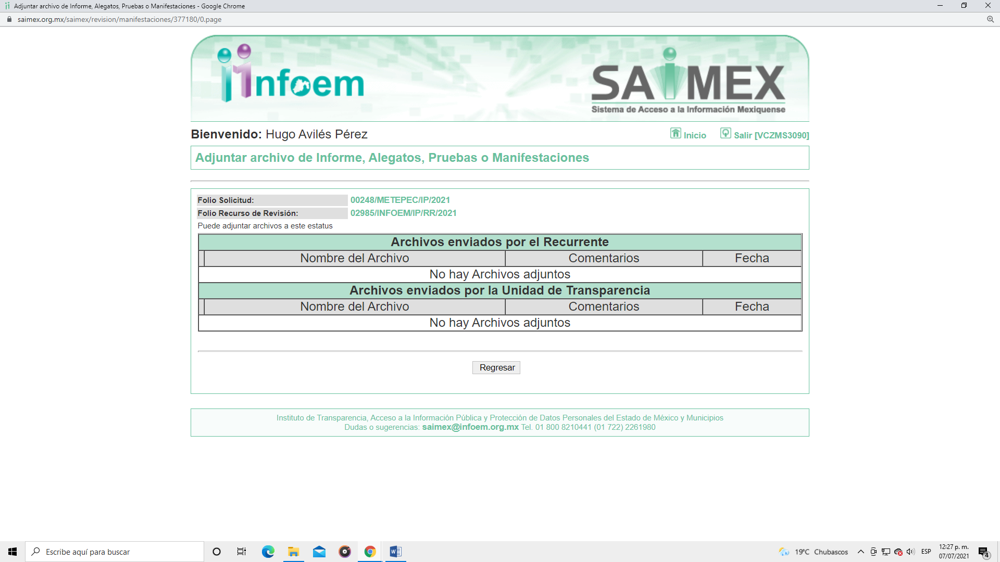 Adjuntar archivo de Informe, Alegatos, Pruebas o Manifestaciones - Google Chrome
saimex.org.mx/saimex/revision/manifestaciones/377180/0.page
infoem
SAIMEX
Sistema de Acceso a la Información Mexiquense
Bienvenido: Hugo Avilés Pérez
Inicio
Salir [VCZMS3090]
Adjuntar archivo de Informe, Alegatos, Pruebas o Manifestaciones
Folio Solicitud: 00248/METEPEC/IP/2021
Folio Recurso de Revisión: 02985/INFOEM/IP/RR/2021
Puede adjuntar archivos a este estatus
Archivos enviados por el Recurrente
Nombre del Archivo Comentarios Fecha
No hay Archivos adjuntos
Archivos enviados por la Unidad de Transparencia
Nombre del Archivo Comentarios Fecha
No hay Archivos adjuntos
Regresar
Instituto de Transparencia, Acceso a la Información Pública y Protección de Datos Personales del Estado de México y Municipios
Dudas o sugerencias: saimex@infoem.org.mx Tel. 01 800 8210441 (01 722) 2261980
Escribe aquí para buscar
19°C Chubascos
ESP
12:27 p. m.
07/07/2021
4